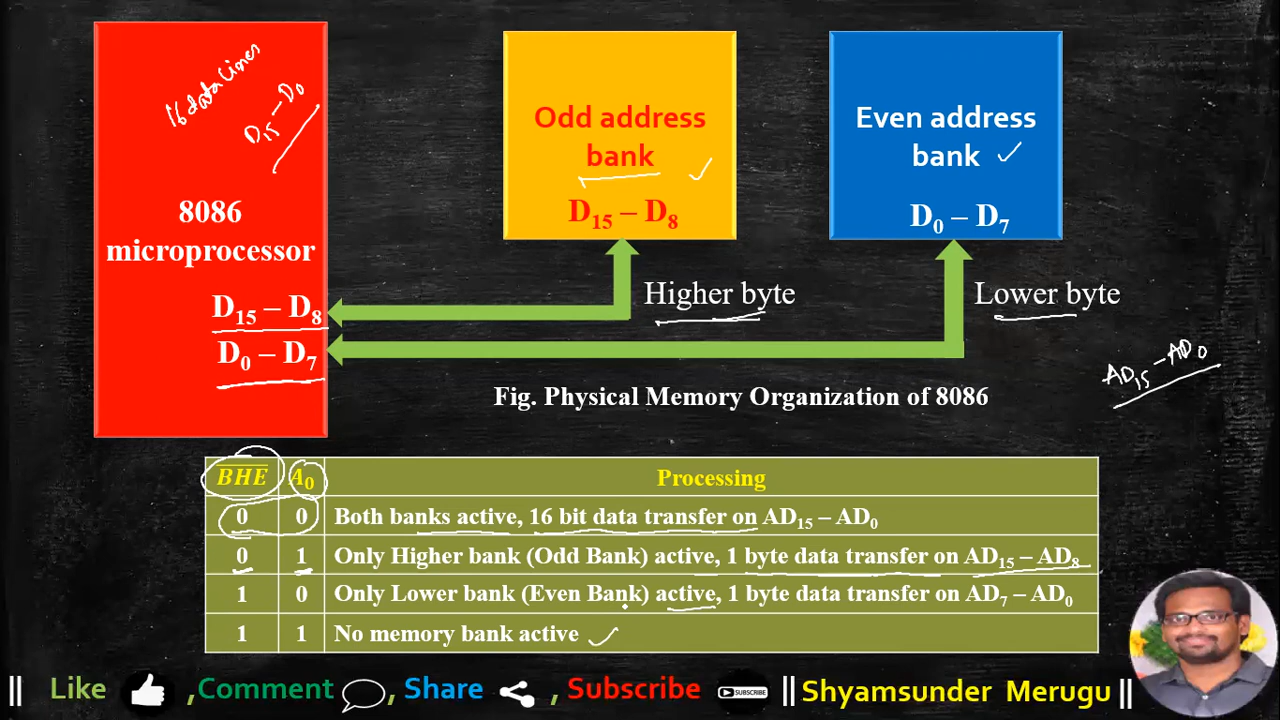 16 data lines
D15 – D0
8086
microprocessor
D15 – D8
D0 – D7
Odd address
bank
D15 – D8
Even address
bank
D0 – D7
Higher byte
Lower byte
AD15 – AD0
Fig. Physical Memory Organization of 8086
BHE A0 Processing
0 0 Both banks active, 16 bit data transfer on AD15 – AD0
0 1 Only Higher bank (Odd Bank) active, 1 byte data transfer on AD15 – AD8
1 0 Only Lower bank (Even Bank) active, 1 byte data transfer on AD7 – AD0
1 1 No memory bank active
|| Like , Comment , Share Subscribe SUBSCRIBE || Shyamsunder Merugu ||